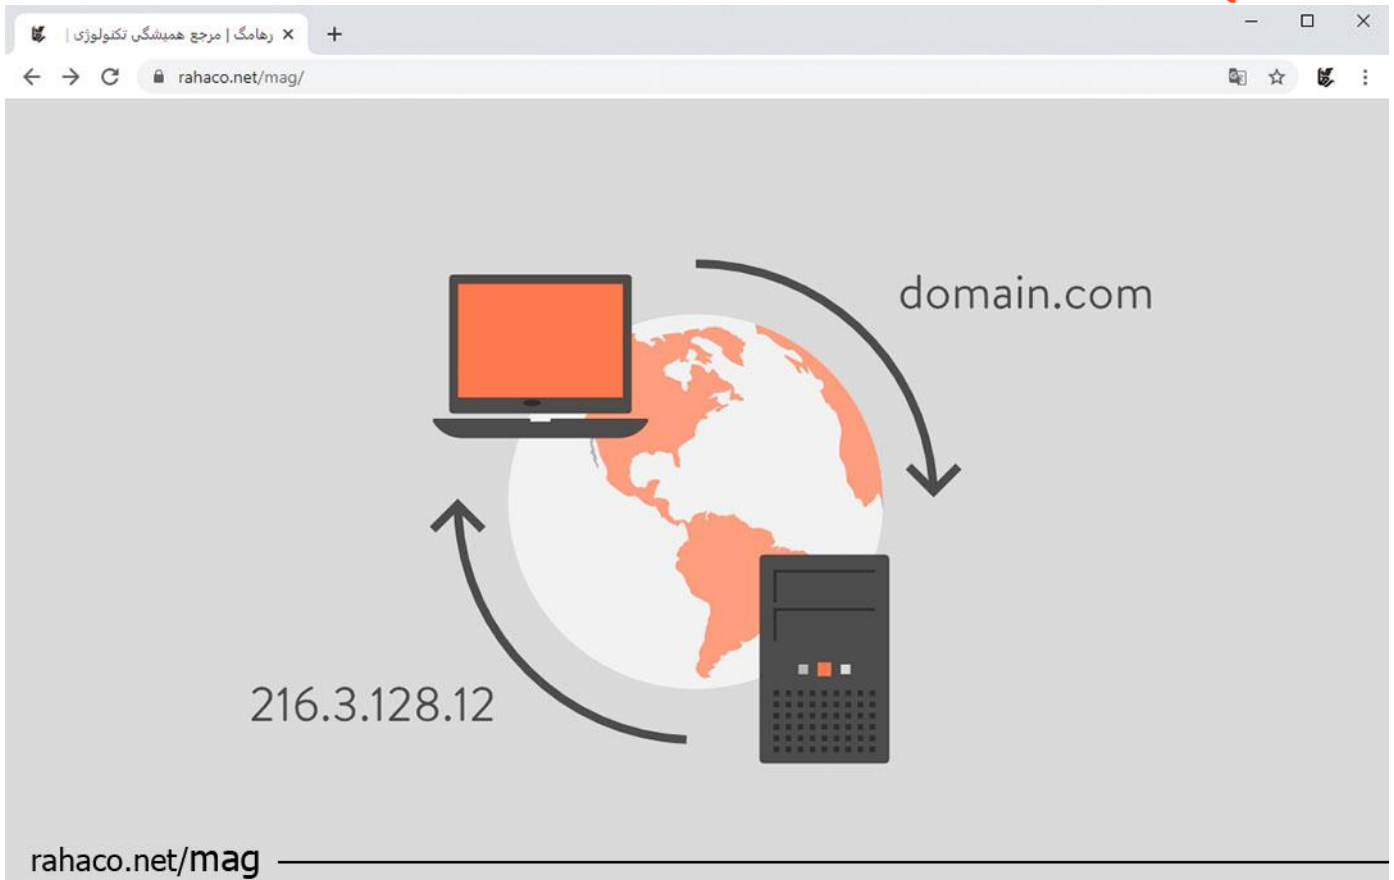 رهامگ | مرجع همیشگی تکنولوژی |
rahaco.net/mag/
domain.com
216.3.128.12
rahaco.net/mag